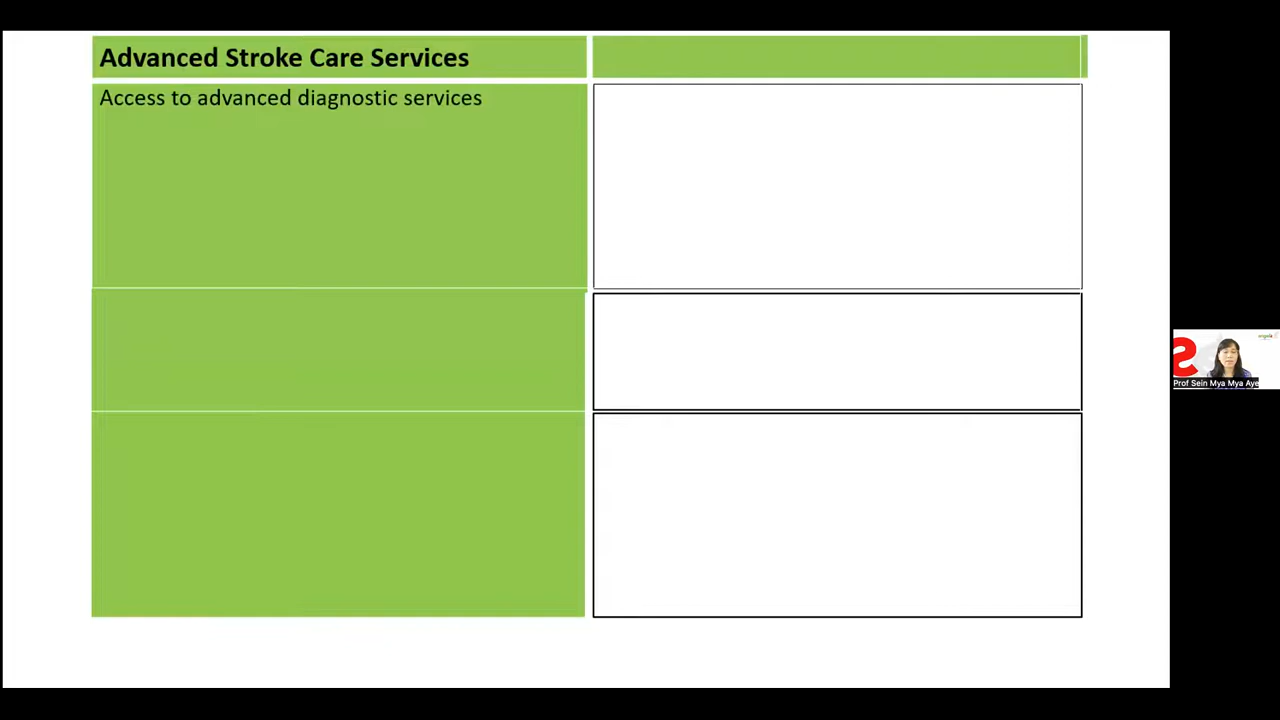 Advanced Stroke Care Services
Access to advanced diagnostic services
Prof Sein Mya Mya Aye